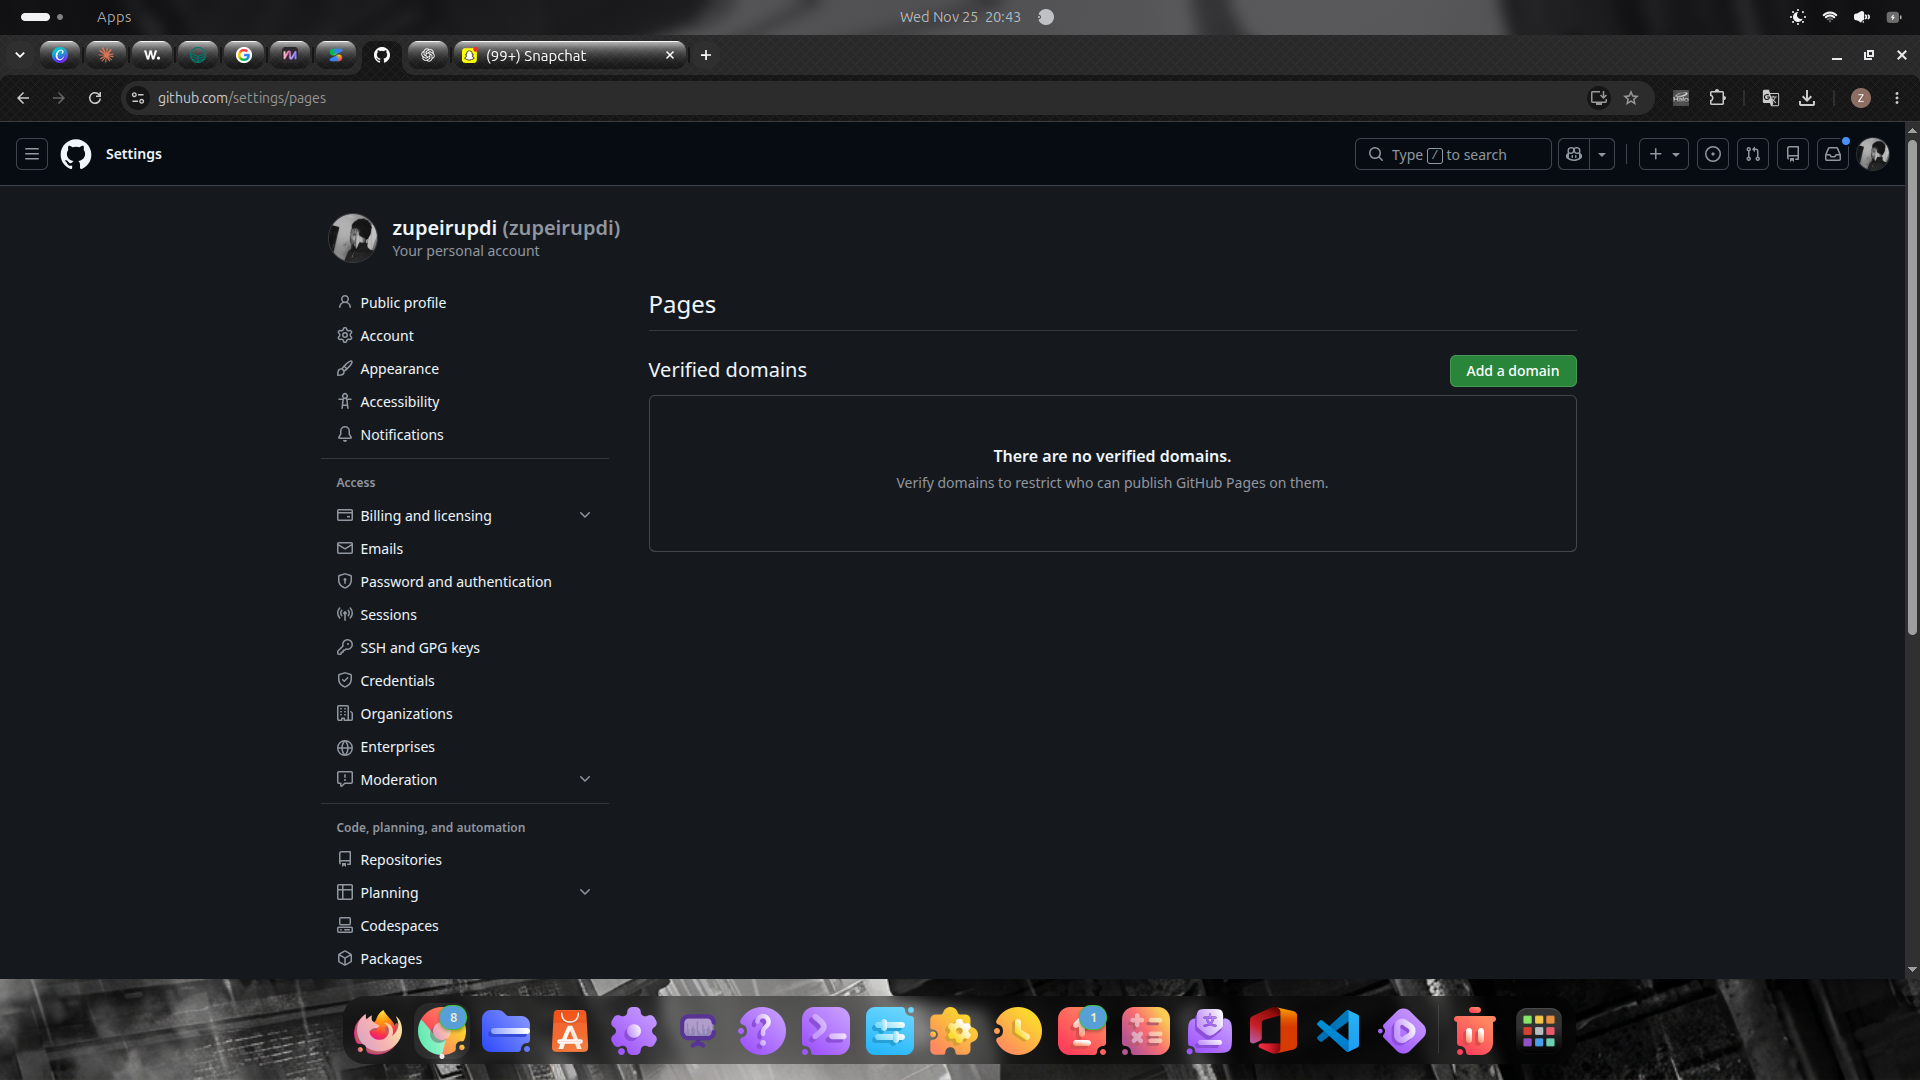 Apps
Wed Nov 25 20:43
(99+) Snapchat
github.com/settings/pages
Settings
Type / to search
zupeirupdi (zupeirupdi)
Your personal account
Public profile
Account
Appearance
Accessibility
Notifications
Access
Billing and licensing
Emails
Password and authentication
Sessions
SSH and GPG keys
Credentials
Organizations
Enterprises
Moderation
Code, planning, and automation
Repositories
Planning
Codespaces
Packages
Pages
Verified domains
Add a domain
There are no verified domains.
Verify domains to restrict who can publish GitHub Pages on them.
W.
Z
8
1